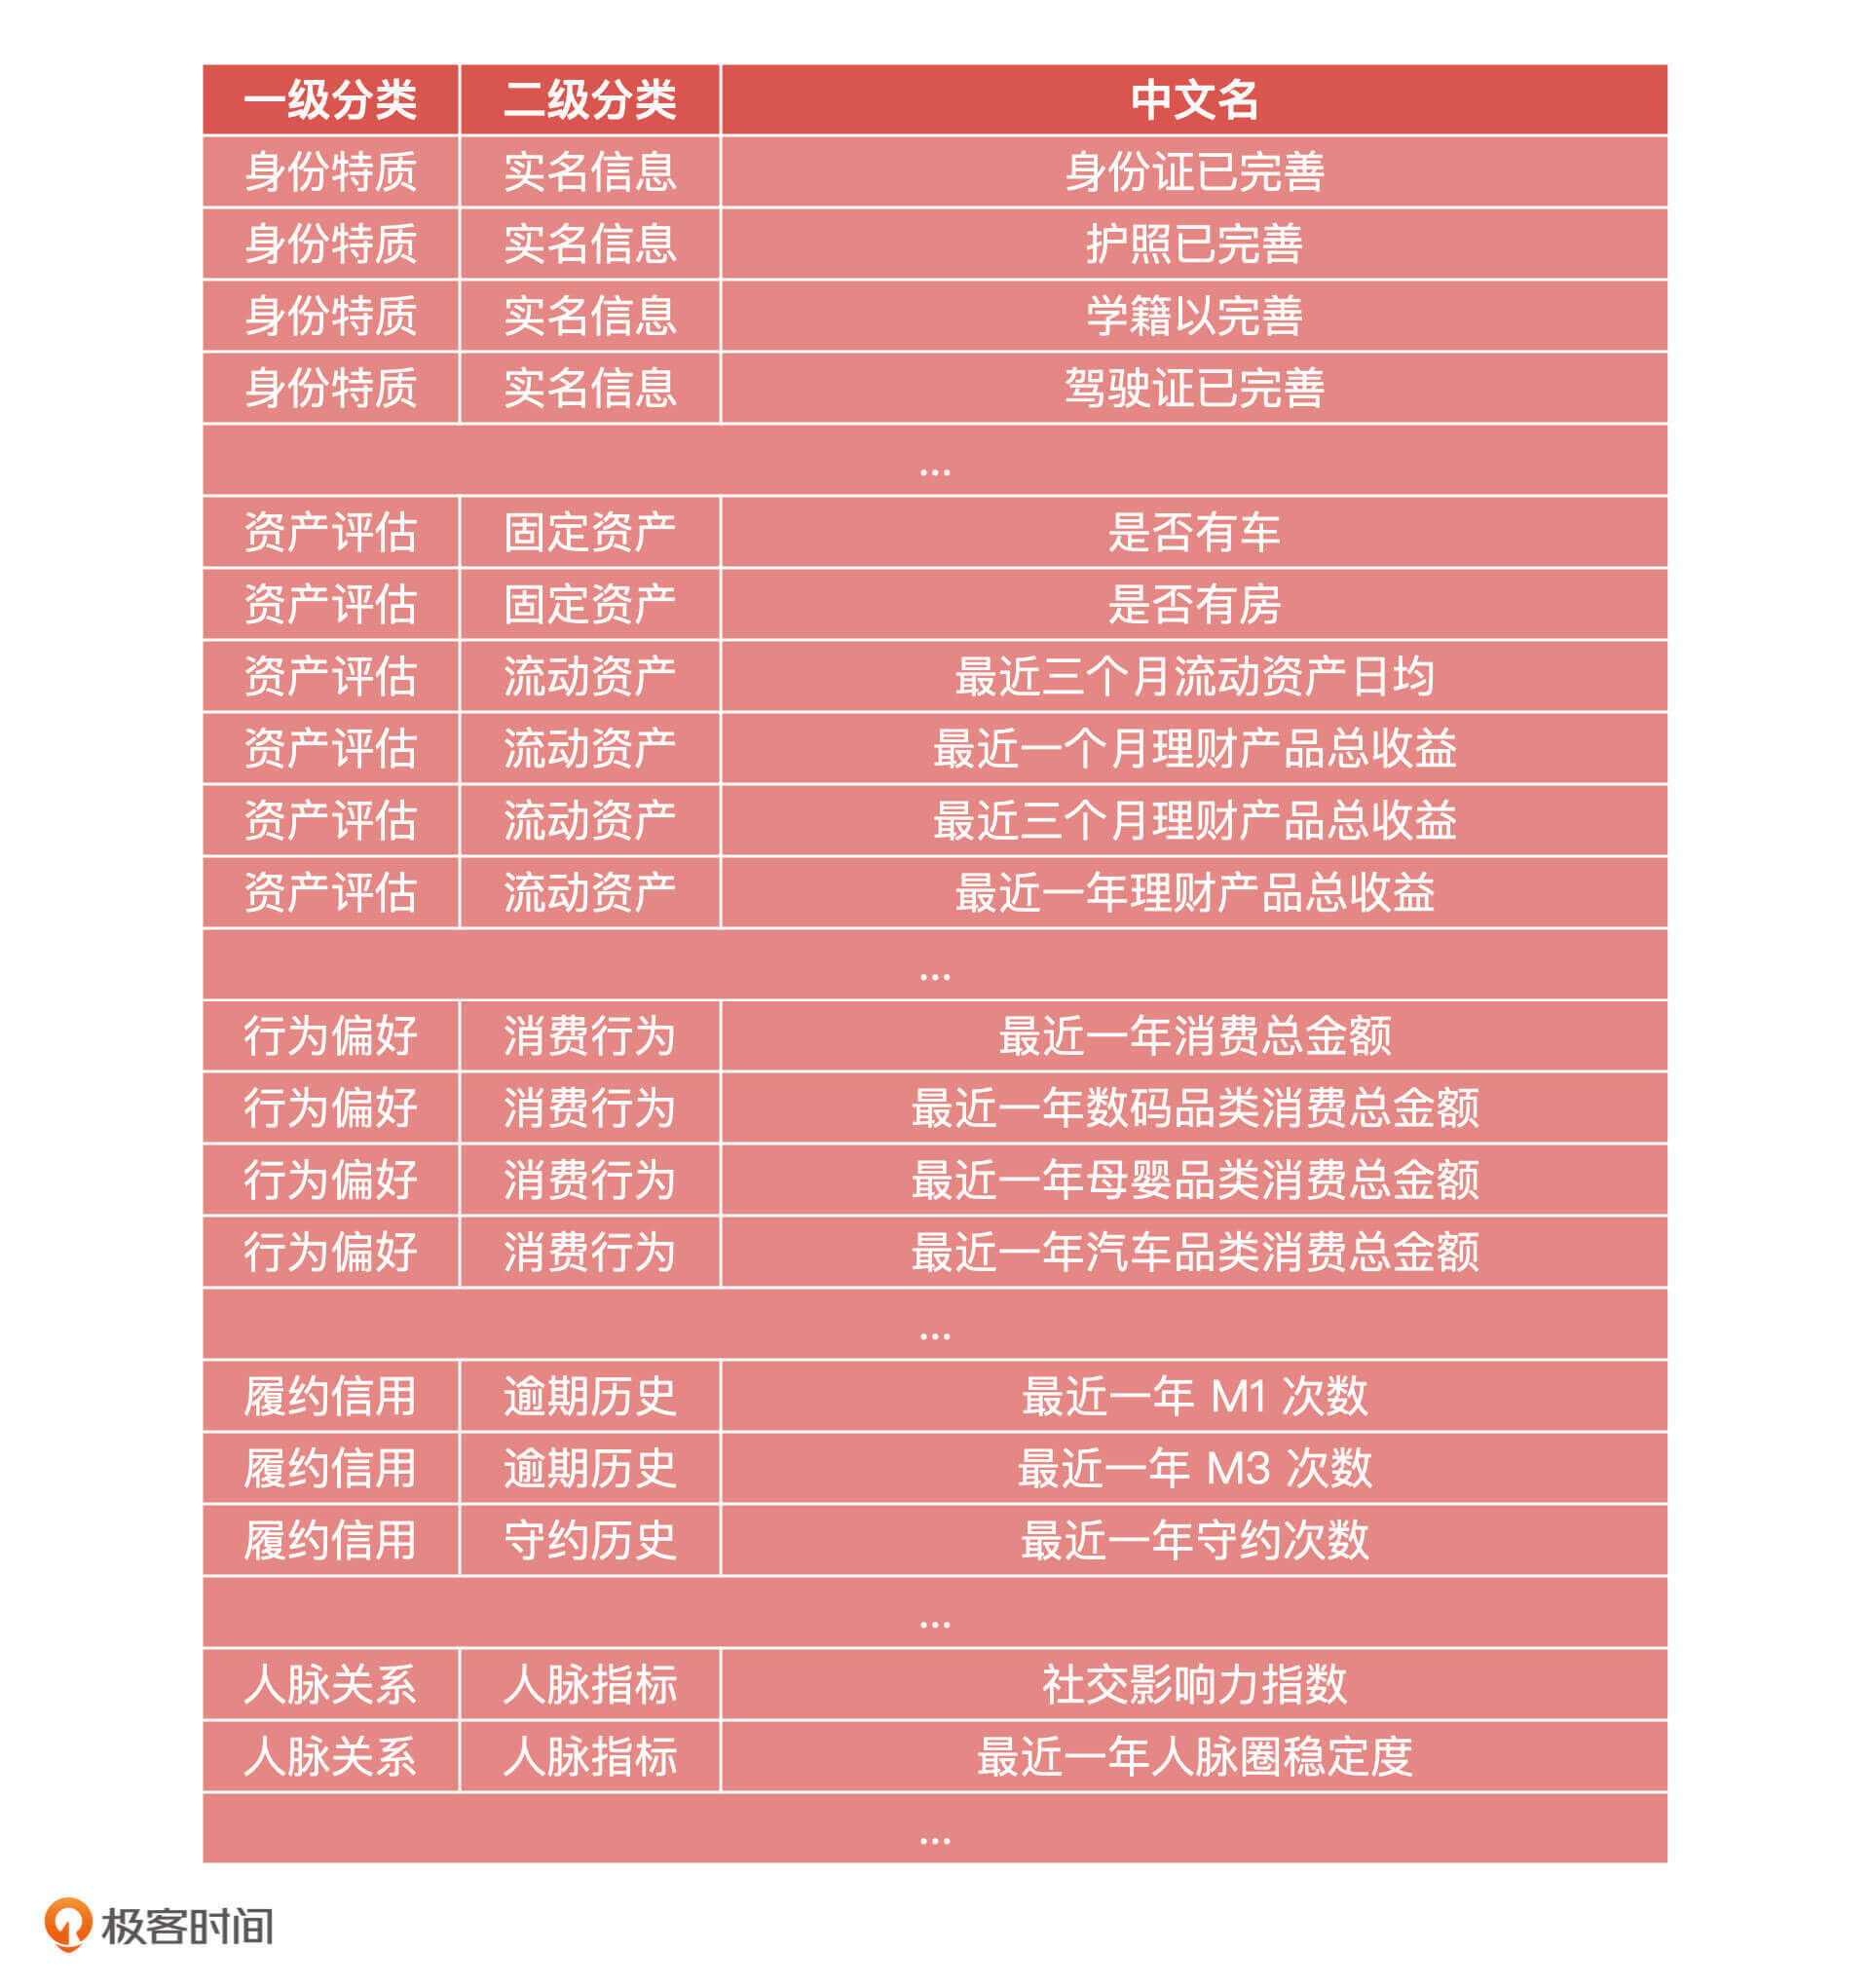 一级分类 二级分类 中文名
身份特质 实名信息 身份证已完善
身份特质 实名信息 护照已完善
身份特质 实名信息 学籍以完善
身份特质 实名信息 驾驶证已完善
...
资产评估 固定资产 是否有车
资产评估 固定资产 是否有房
资产评估 流动资产 最近三个月流动资产日均
资产评估 流动资产 最近一个月理财产品总收益
资产评估 流动资产 最近三个月理财产品总收益
资产评估 流动资产 最近一年理财产品总收益
...
行为偏好 消费行为 最近一年消费总金额
行为偏好 消费行为 最近一年数码品类消费总金额
行为偏好 消费行为 最近一年母婴品类消费总金额
行为偏好 消费行为 最近一年汽车品类消费总金额
...
履约信用 逾期历史 最近一年 M1 次数
履约信用 逾期历史 最近一年 M3 次数
履约信用 守约历史 最近一年守约次数
...
人脉关系 人脉指标 社交影响力指数
人脉关系 人脉指标 最近一年人脉圈稳定度
...
极客时间